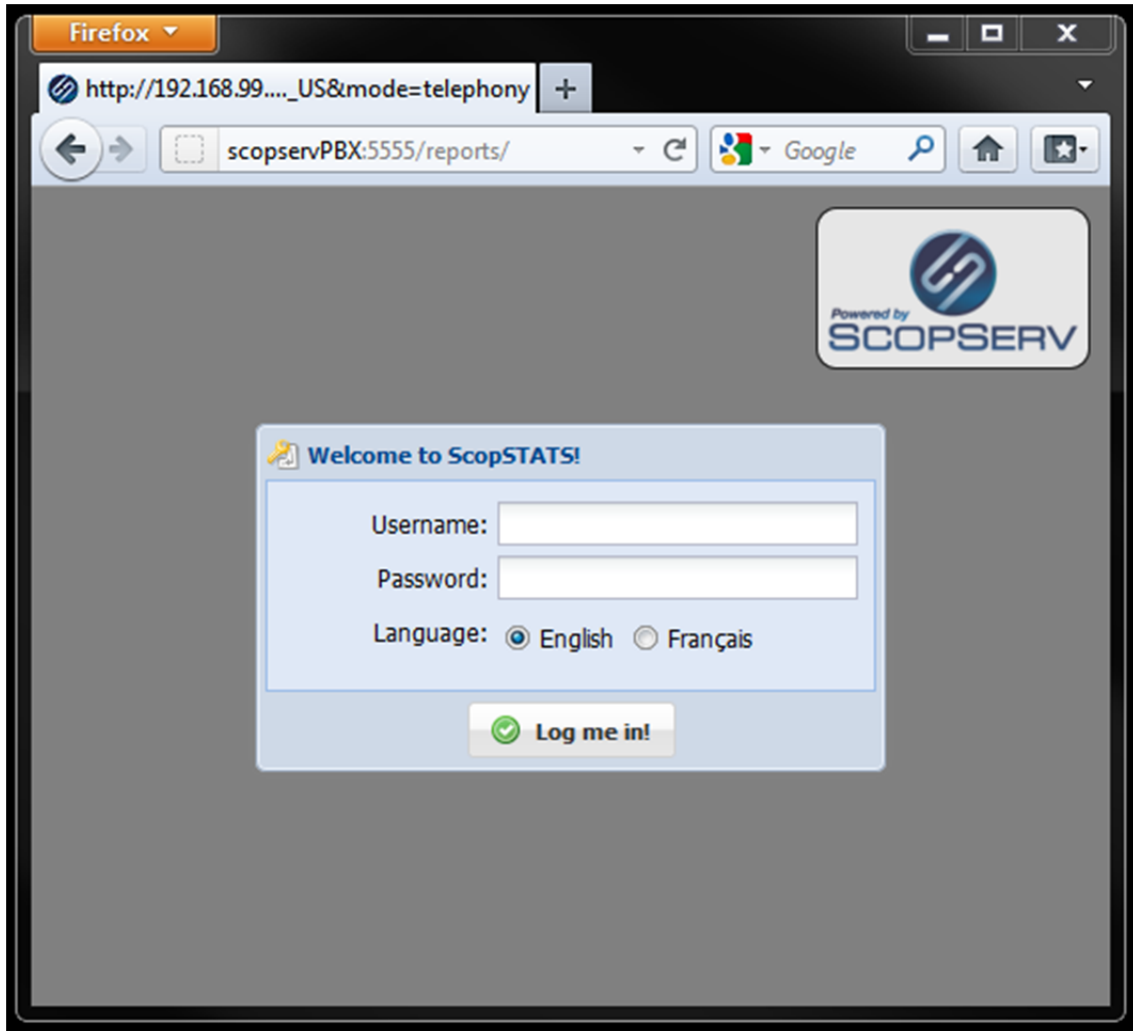 Firefox
http://192.168.99...._US&mode=telephony
scopservPBX:5555/reports/
Google
Powered by
SCOPSERV
Welcome to ScopSTATS!
Username:
Password:
Language: English Français
Log me in!